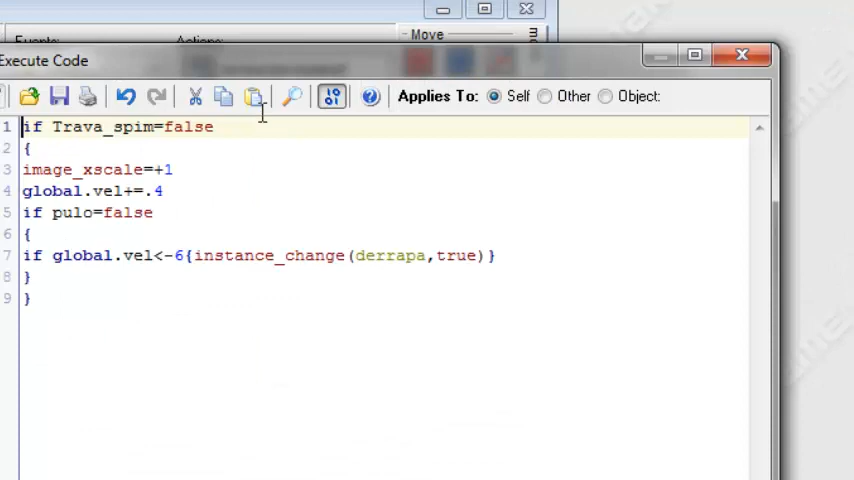 Events:
Actions:
Move
Execute Code
Applies To: Self Other Object:
1 if Trava_spim=false
2 {
3 image_xscale=+1
4 global.vel+=.4
5 if pulo=false
6 {
7 if global.vel<-6{instance_change(derrapa,true)}
8 }
9 }